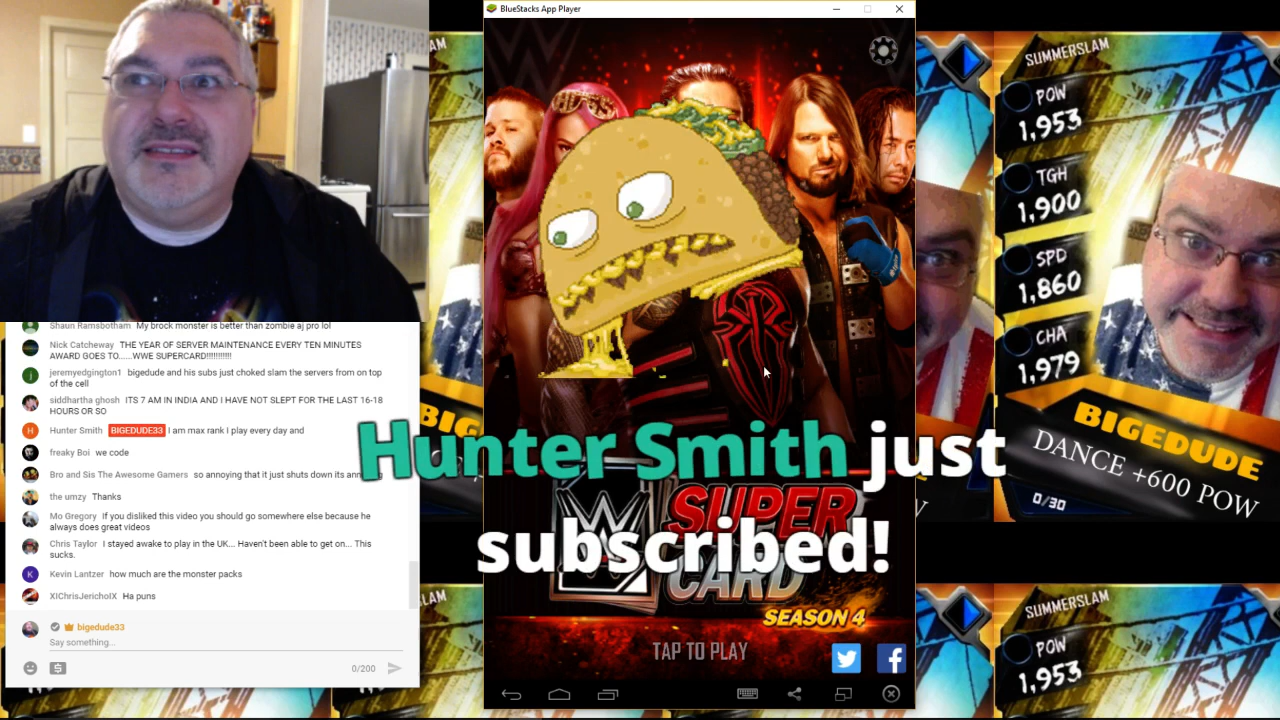 BlueStacks App Player
Shaun Ramsbotham My brock monster is better than zombie aj pro lol
Nick Catcheway THE YEAR OF SERVER MAINTENANCE EVERY TEN MINUTES
AWARD GOES TO......WWE SUPERCARD!!!!!!!!!!!
jeremyedgington1 bigedude and his subs just choked slam the servers from on top
of the cell
siddhartha ghosh ITS 7 AM IN INDIA AND I HAVE NOT SLEPT FOR THE LAST 16-18
HOURS OR SO
Hunter Smith BIGEDUDE33 I am max rank I play every day and
freaky Boi we code
Bro and Sis The Awesome Gamers so annoying that it just shuts down its
the umzy Thanks
Mo Gregory If you disliked this video you should go somewhere else because he
always does great videos
Chris Taylor I stayed awake to play in the UK... Haven't been able to get on... This
sucks.
Kevin Lantzer how much are the monster packs
XIChrisJerichoIX Ha puns
bigedude33
Say something...
0/200
Hunter Smith just
subscribed!
SUPER
CARD
SEASON 4
TAP TO PLAY
SUMMERSLAM
POW
1,953
TGH
1,900
SPD
1,860
CHA
1,979
BIGEDUDE
DANCE +600 POW
0/30
SUMMERSLAM
POW
1,953